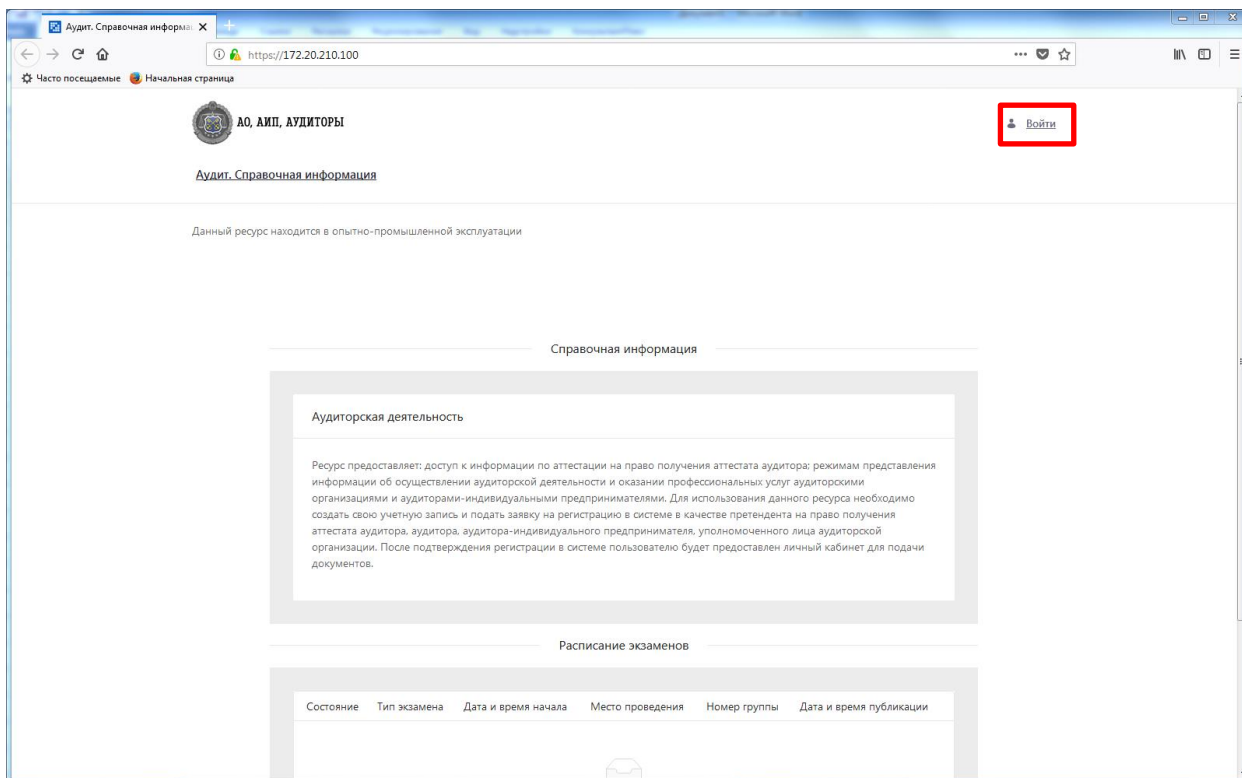 Аудит. Справочная информац
https://172.20.210.100
Часто посещаемые Начальная страница
АО, АИП, АУДИТОРЫ
Войти
Аудит. Справочная информация
Данный ресурс находится в опытно-промышленной эксплуатации
Справочная информация
Аудиторская деятельность
Ресурс предоставляет: доступ к информации по аттестации на право получения аттестата аудитора; режимам представления
информации об осуществлении аудиторской деятельности и оказании профессиональных услуг аудиторскими
организациями и аудиторами-индивидуальными предпринимателями. Для использования данного ресурса необходимо
создать свою учетную запись и подать заявку на регистрацию в системе в качестве претендента на право получения
аттестата аудитора, аудитора, аудитора-индивидуального предпринимателя, уполномоченного лица аудиторской
организации. После подтверждения регистрации в системе пользователю будет предоставлен личный кабинет для подачи
документов.
Расписание экзаменов
Состояние Тип экзамена Дата и время начала Место проведения Номер группы Дата и время публикации